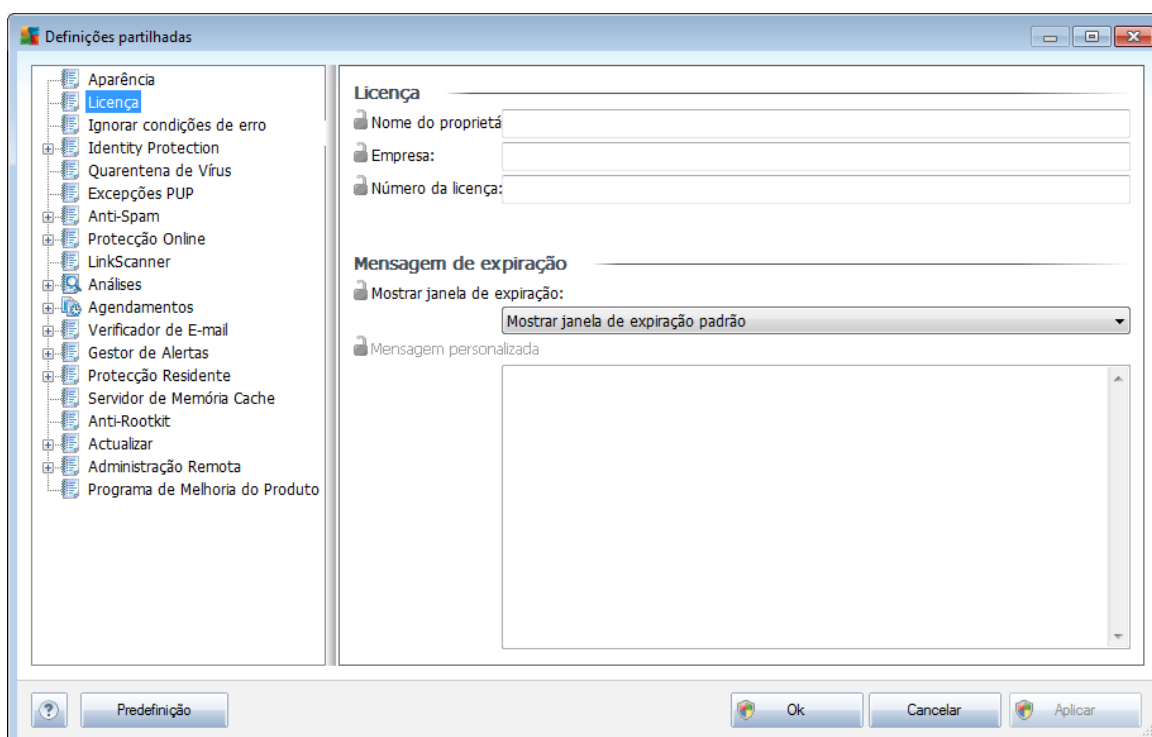 Definições partilhadas
Aparência
Licença
Ignorar condições de erro
Identity Protection
Quarentena de Vírus
Excepções PUP
Anti-Spam
Protecção Online
LinkScanner
Análises
Agendamentos
Verificador de E-mail
Gestor de Alertas
Protecção Residente
Servidor de Memória Cache
Anti-Rootkit
Actualizar
Administração Remota
Programa de Melhoria do Produto
Licença
Nome do proprietá
Empresa:
Número da licença:
Mensagem de expiração
Mostrar janela de expiração:
Mostrar janela de expiração padrão
Mensagem personalizada
?
Predefinição
Ok
Cancelar
Aplicar